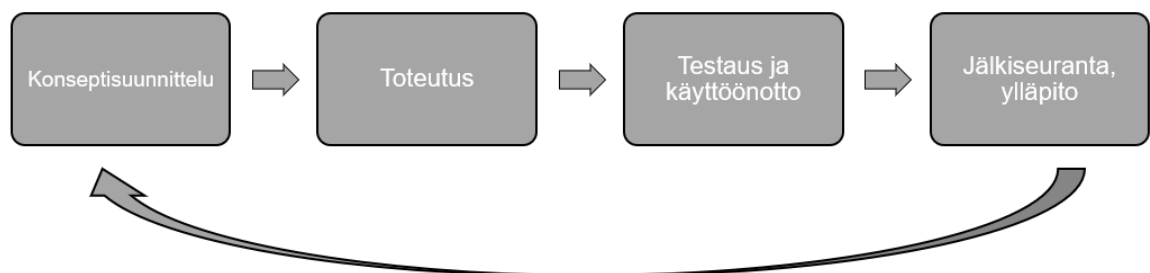 Konseptisuunnittelu
Toteutus
Testaus ja
käyttöönotto
Jälkiseuranta,
ylläpito